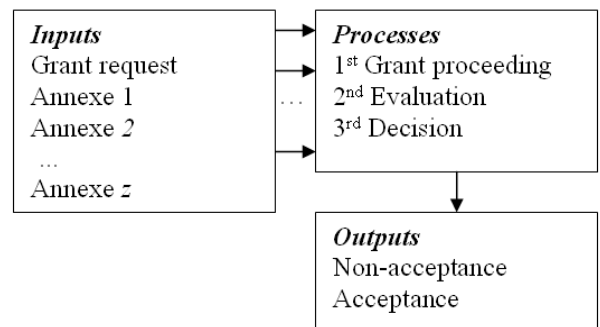 Inputs
Grant request
Annexe 1
Annexe 2
...
Annexe z
...
Processes
1st Grant proceeding
2nd Evaluation
3rd Decision
Outputs
Non-acceptance
Acceptance